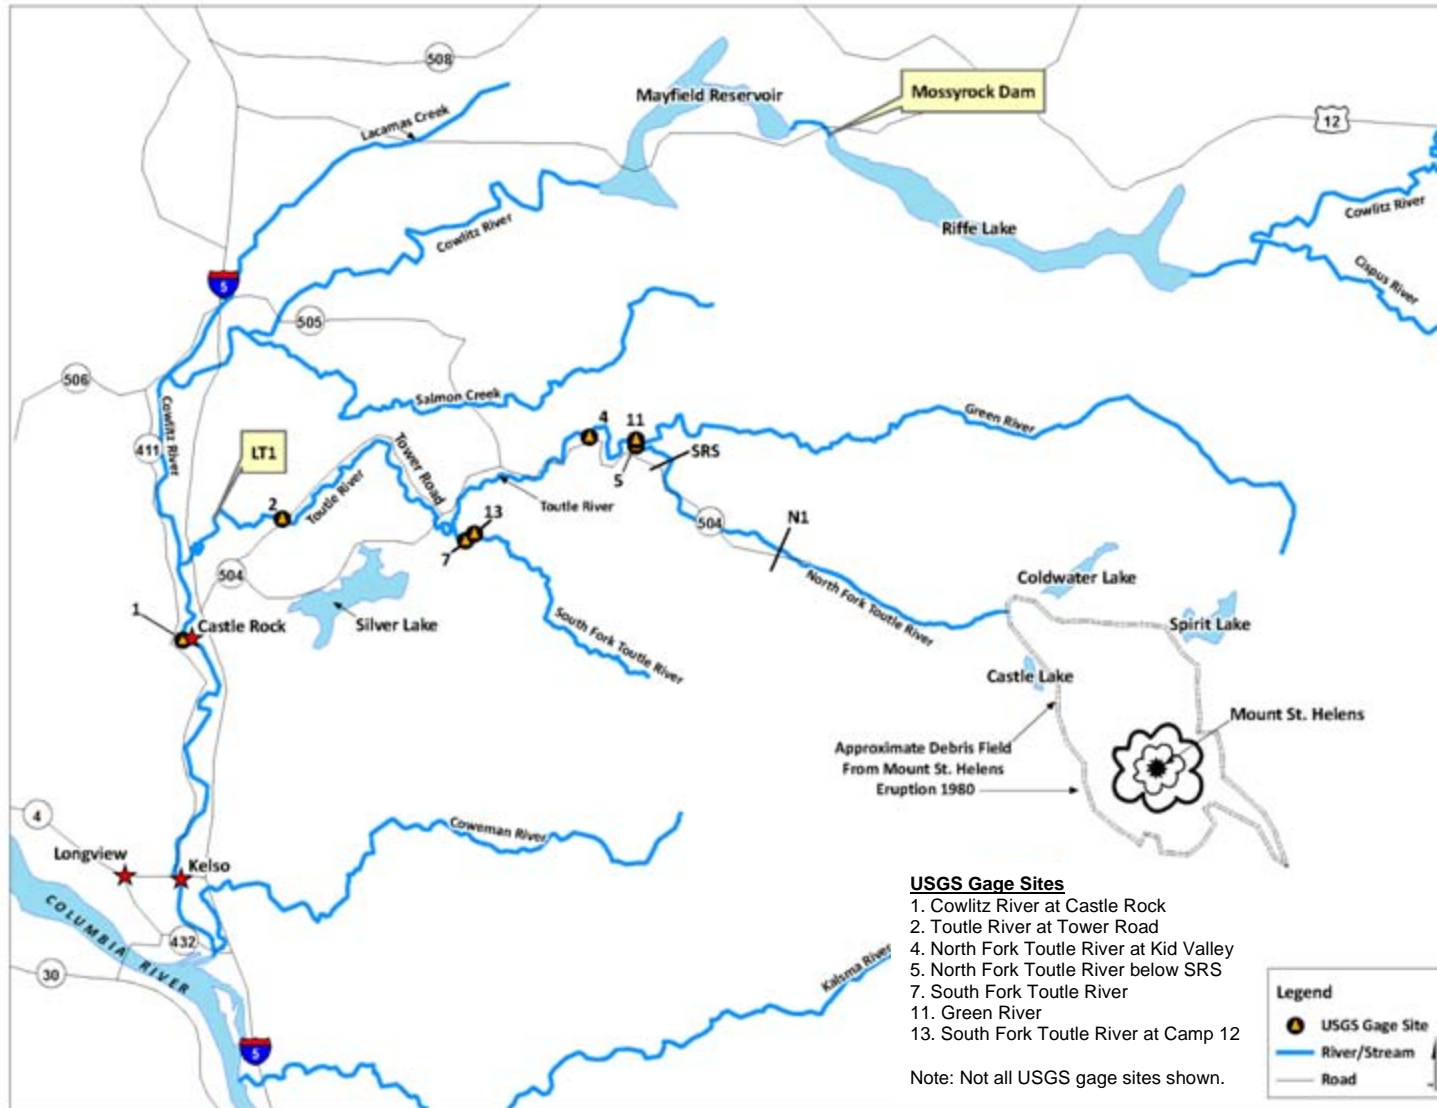 508
Lacamas Creek
Mayfield Reservoir
Mossyrock Dam
12
Cowlitz River
Cowlitz River
Riffe Lake
Cispus River
5
505
506
Salmon Creek
Cowlitz River
411
LT1
Tower Road
4
11
Green River
SRS
5
2
Toutle River
13
Toutle River
504
N1
7
504
Silver Lake
North Fork Toutle River
Coldwater Lake
Spirit Lake
1
Castle Rock
South Fork Toutle River
Castle Lake
Mount St. Helens
Approximate Debris Field
From Mount St. Helens
Eruption 1980
4
Coweman River
Longview
Kelso
COLUMBIA RIVER
432
30
Kalsma River
5
USGS Gage Sites
1. Cowlitz River at Castle Rock
2. Toutle River at Tower Road
4. North Fork Toutle River at Kid Valley
5. North Fork Toutle River below SRS
7. South Fork Toutle River
11. Green River
13. South Fork Toutle River at Camp 12
Note: Not all USGS gage sites shown.
Legend
USGS Gage Site
River/Stream
Road